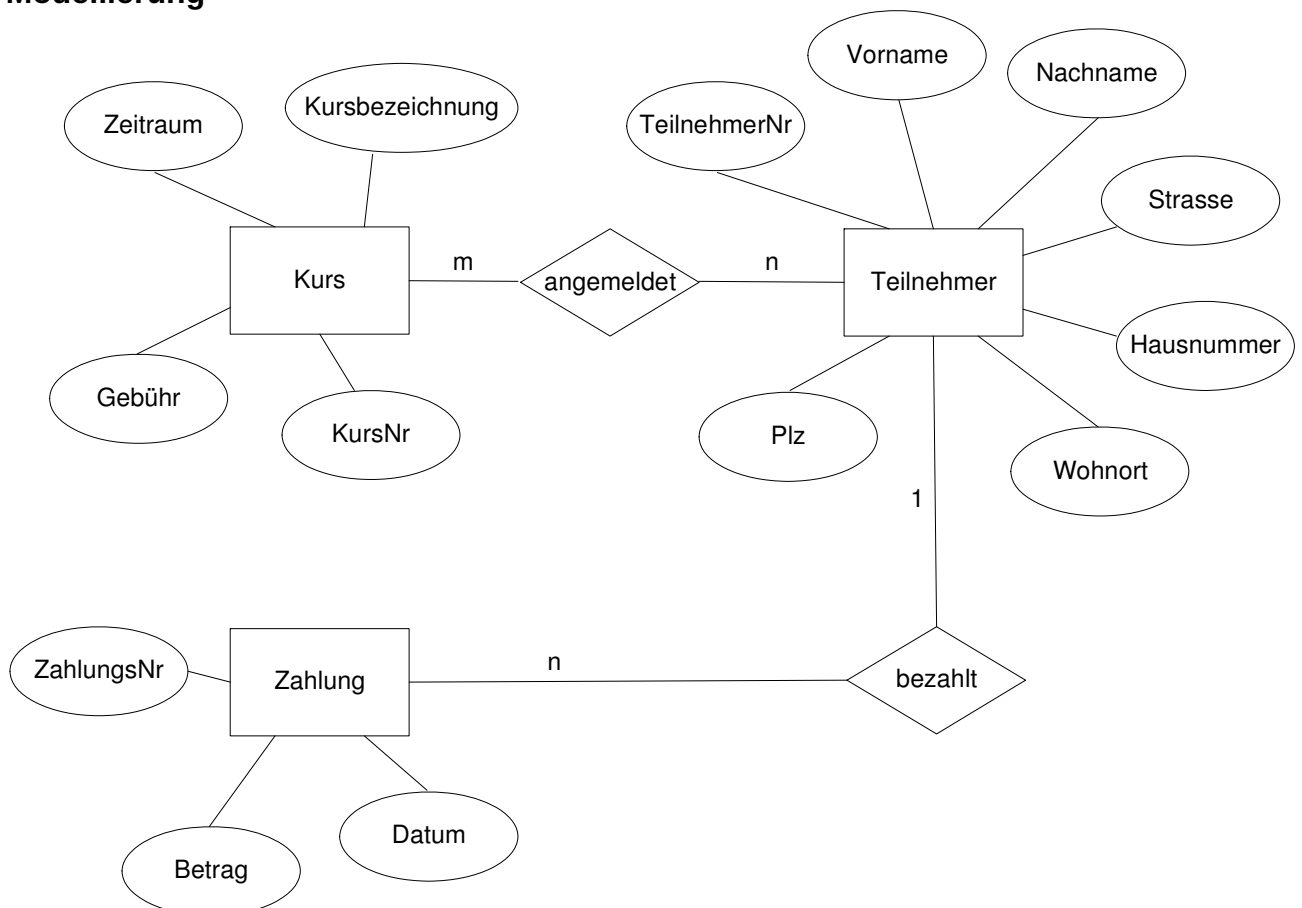 Modellierung
Vorname
Nachname
Kursbezeichnung
Zeitraum
TeilnehmerNr
Strasse
m
n
Kurs
angemeldet
Teilnehmer
Hausnummer
Gebühr
KursNr
Plz
Wohnort
1
n
ZahlungsNr
Zahlung
bezahlt
Datum
Betrag